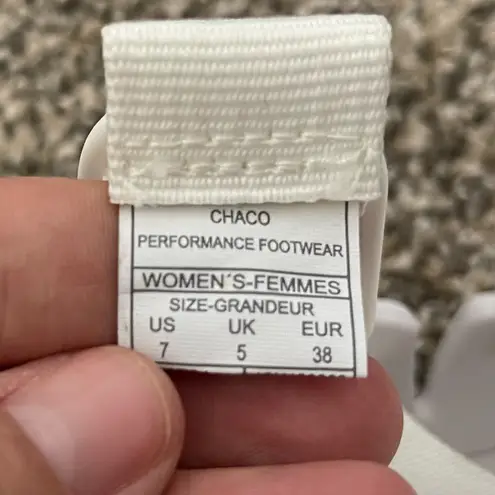 CHACO
PERFORMANCE FOOTWEAR
WOMEN´S-FEMMES
SIZE-GRANDEUR
US UK EUR
7 5 38